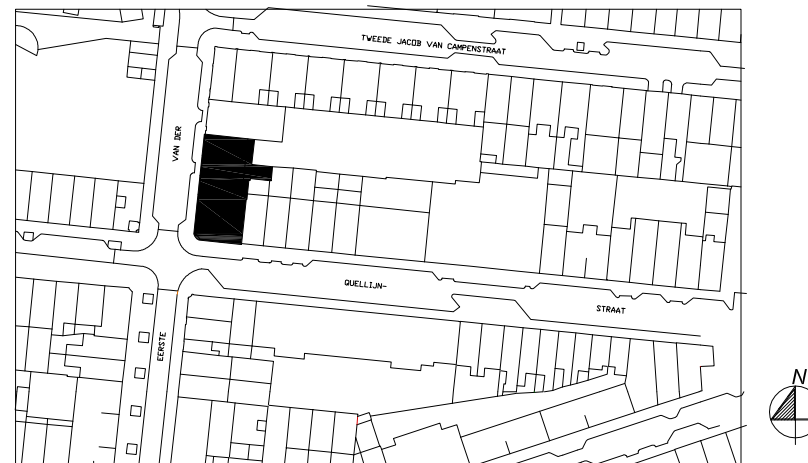 TWEEDE JACOB VAN CAMPENSTRAAT
VAN DER
QUELLIJN-
STRAAT
EERSTE
N